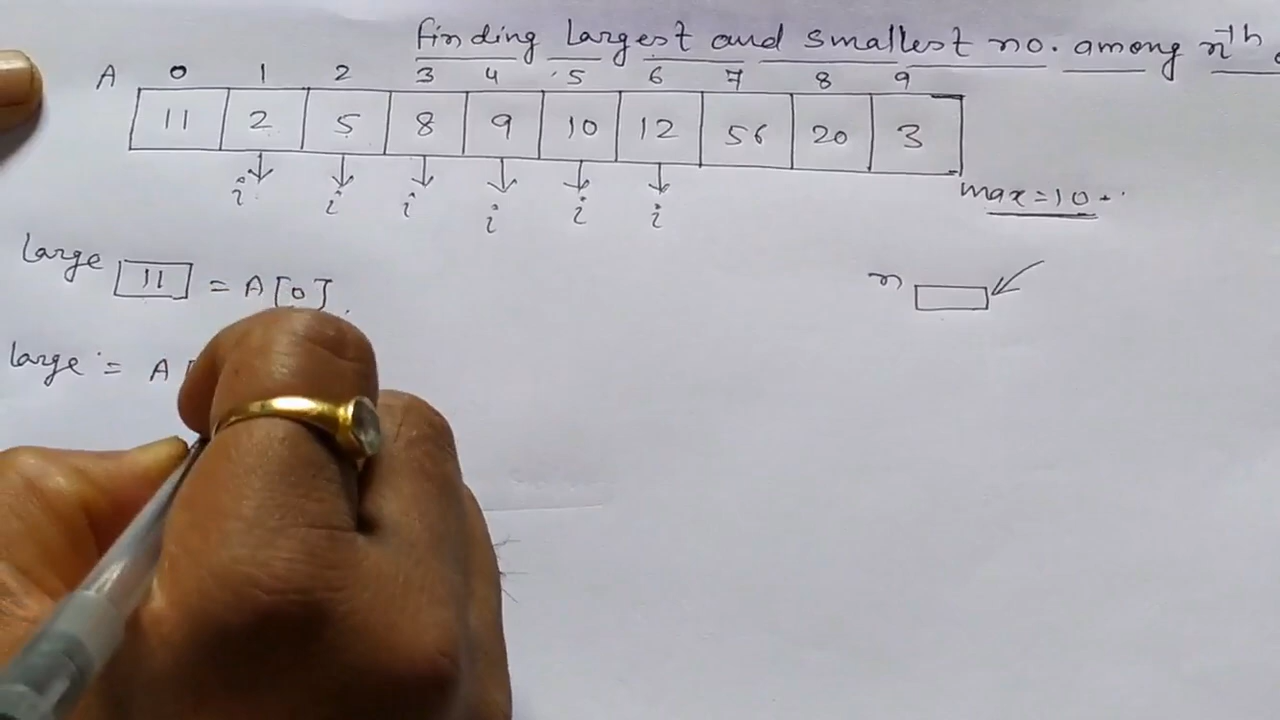 finding largest and smallest no. among nth
A 0 1 2 3 4 5 6 7 8 9
11 2 5 8 9 10 12 56 20 3
i i i i i i i
max=10
large 11 = A[0].
n
large = A[